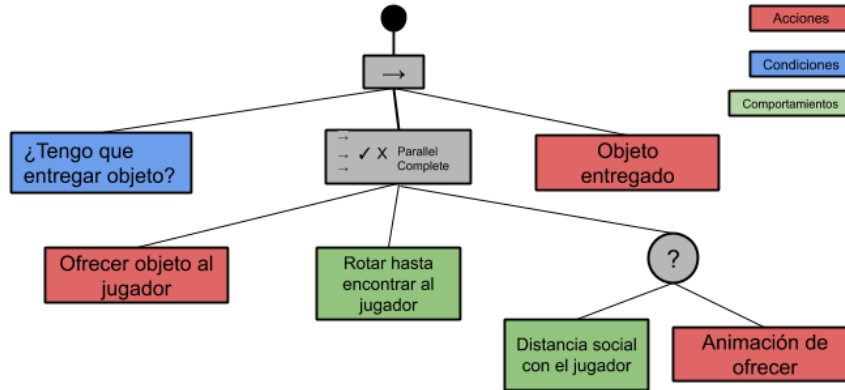 Acciones
→
Condiciones
Comportamientos
¿Tengo que
entregar objeto?
→
→ ✓ X Parallel
→ Complete
Objeto
entregado
Ofrecer objeto al
jugador
Rotar hasta
encontrar al
jugador
?
Distancia social
con el jugador
Animación de
ofrecer